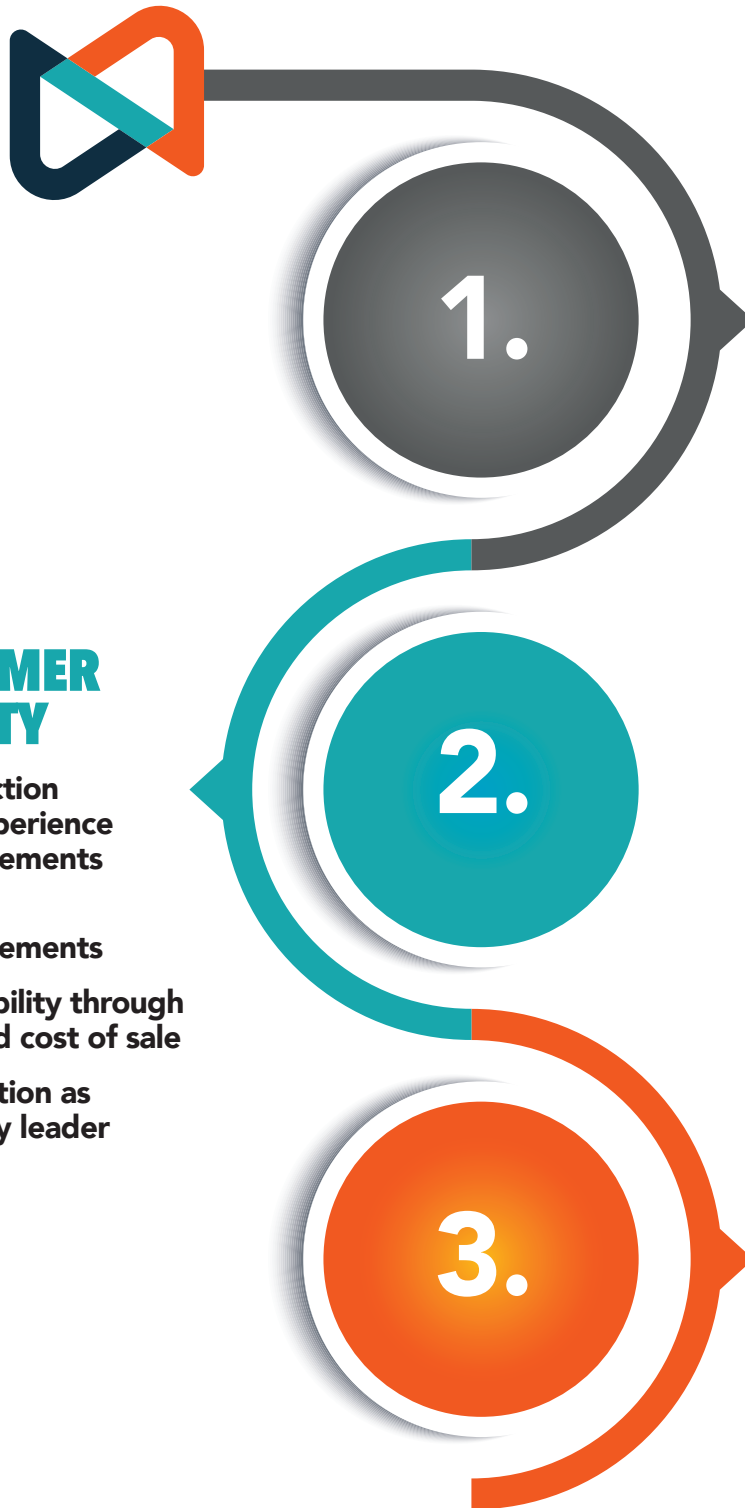 1.
MER
TY
ction
perience
ements
ements
bility through
d cost of sale
tion as
y leader
2.
3.